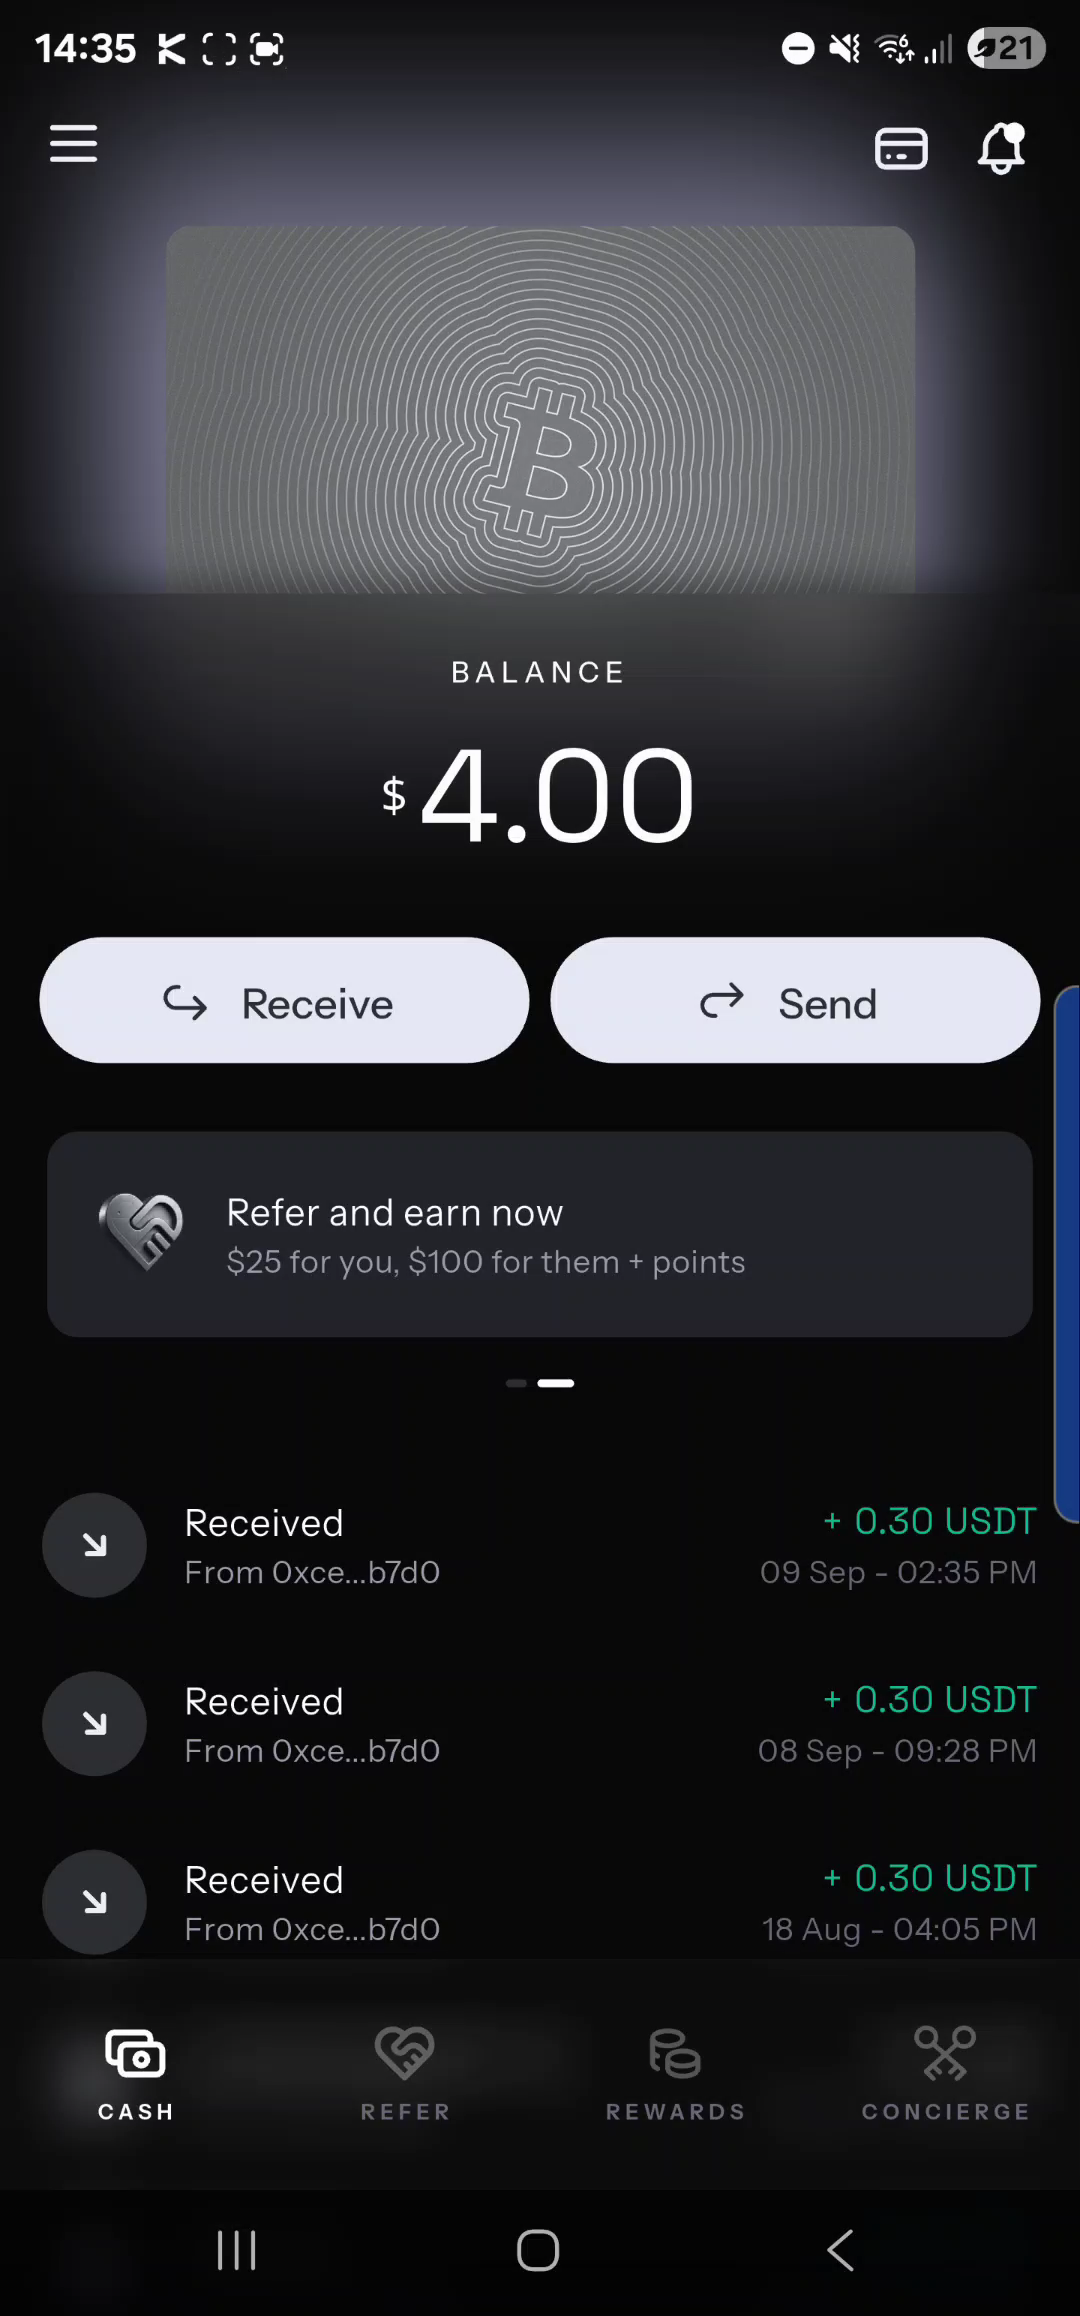 14:35
6
21
BALANCE
$4.00
Receive
Send
Refer and earn now
$25 for you, $100 for them + points
Received
+ 0.30 USDT
From 0xce...b7d0
09 Sep - 02:35 PM
Received
+ 0.30 USDT
From 0xce...b7d0
08 Sep - 09:28 PM
Received
+ 0.30 USDT
From 0xce...b7d0
18 Aug - 04:05 PM
CASH
REFER
REWARDS
CONCIERGE